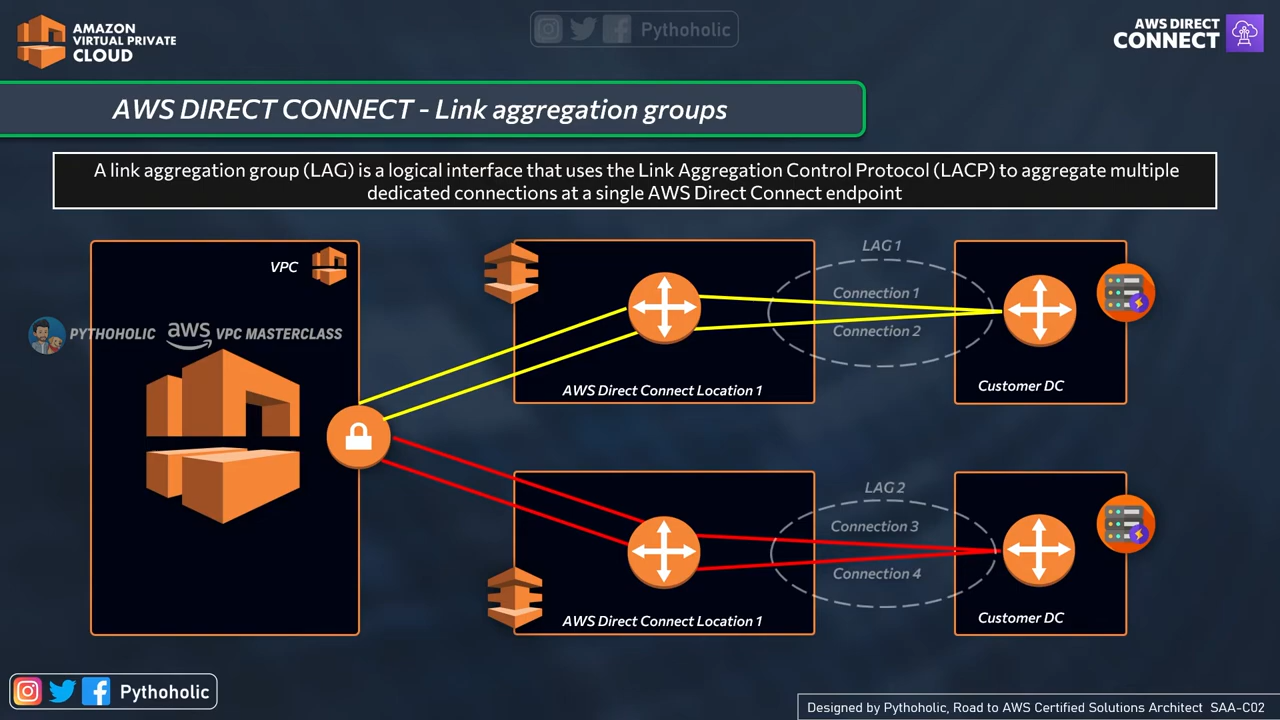 AMAZON
VIRTUAL PRIVATE
CLOUD
Pythoholic
AWS DIRECT
CONNECT
AWS DIRECT CONNECT - Link aggregation groups
A link aggregation group (LAG) is a logical interface that uses the Link Aggregation Control Protocol (LACP) to aggregate multiple
dedicated connections at a single AWS Direct Connect endpoint
VPC
PYTHOHOLIC aws VPC MASTERCLASS
LAG 1
Connection 1
Connection 2
AWS Direct Connect Location 1
Customer DC
LAG 2
Connection 3
Connection 4
AWS Direct Connect Location 1
Customer DC
Pythoholic
Designed by Pythoholic, Road to AWS Certified Solutions Architect SAA-C02